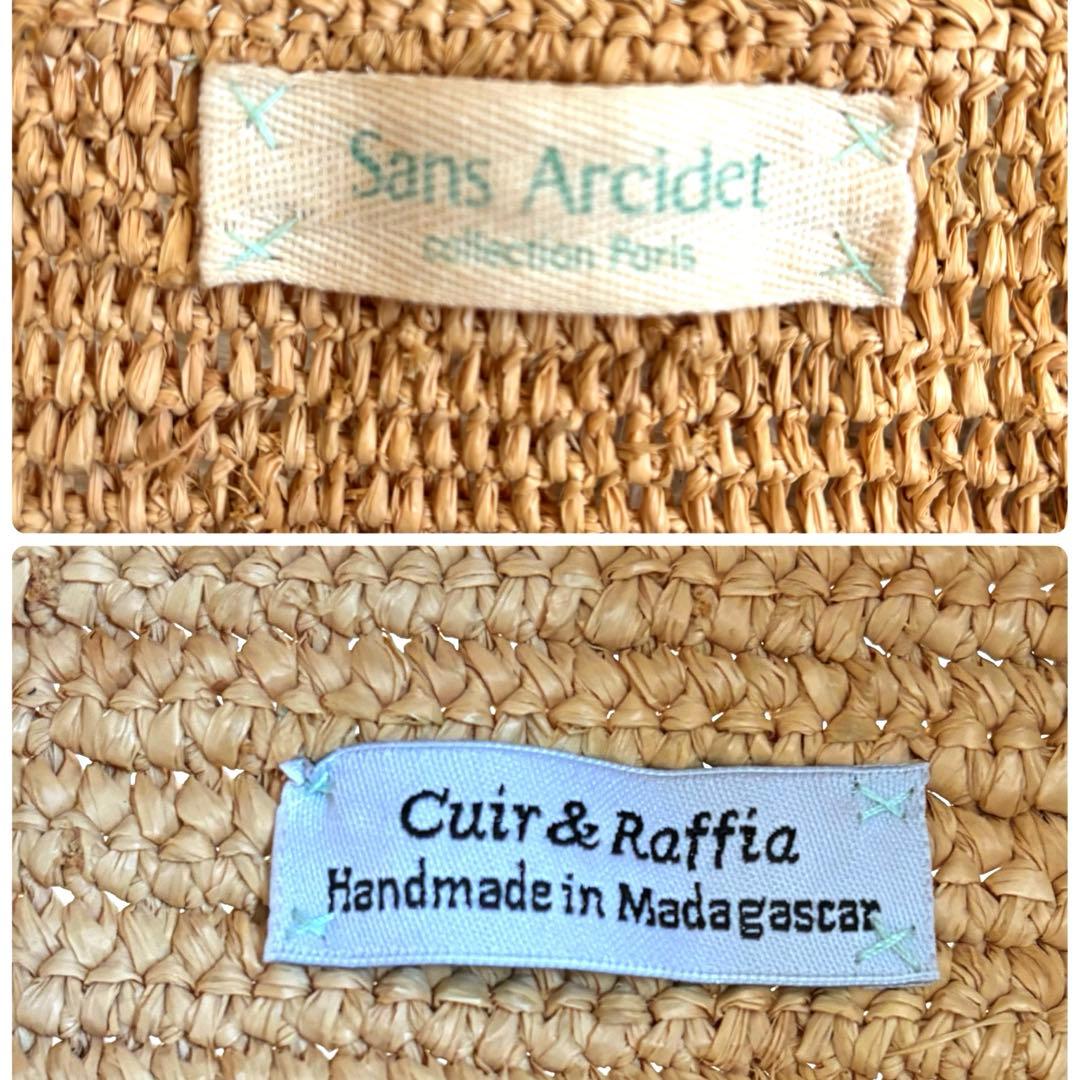 Sans Arcidet
collection Paris
Cuir & Raffia
Handmade in Madagascar